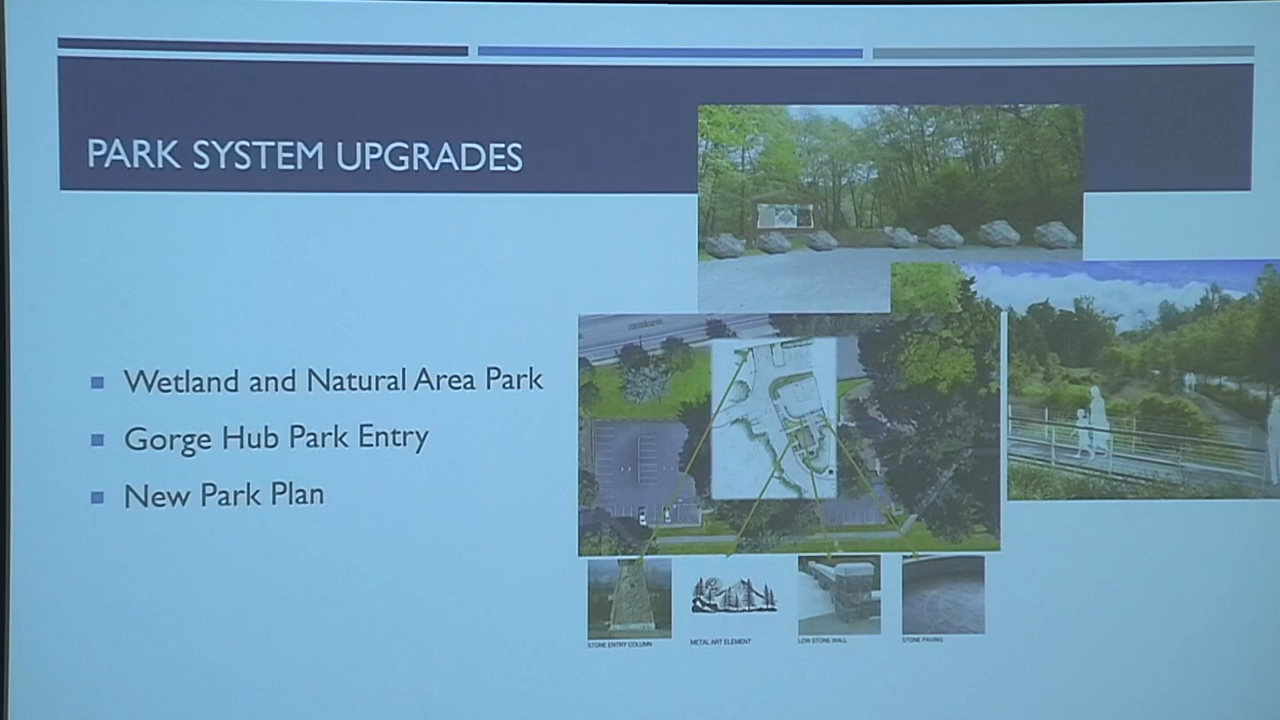 PARK SYSTEM UPGRADES
Wetland and Natural Area Park
Gorge Hub Park Entry
New Park Plan
STONE ENTRY COLUMN
METAL ART ELEMENT
LOW STONE WALL
STONE PAVING